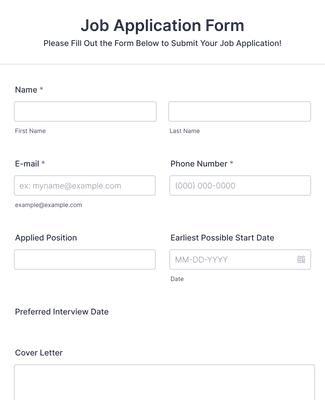 Job Application Form
Please Fill Out the Form Below to Submit Your Job Application!
Name *
First Name
Last Name
E-mail * Phone Number *
ex: myname@example.com (000) 000-0000
example@example.com
Applied Position Earliest Possible Start Date
MM-DD-YYYY
Date
Preferred Interview Date
Cover Letter